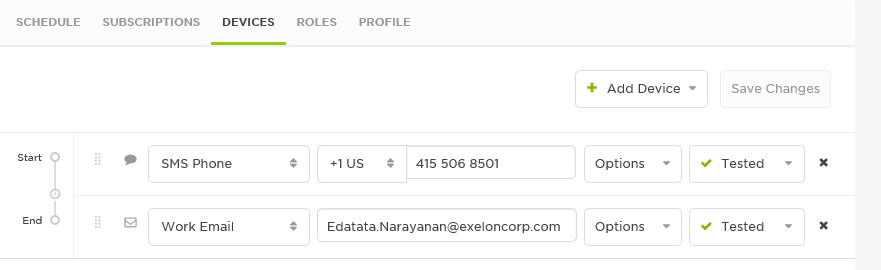 SCHEDULE SUBSCRIPTIONS DEVICES ROLES PROFILE
Add Device Save Changes
Start SMS Phone +1 US 415 506 8501 Options Tested
End Work Email Edatata.Narayanan@exeloncorp.com Options Tested